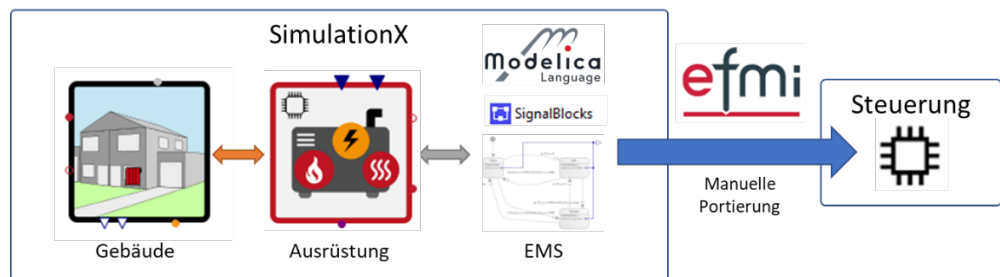 SimulationX
Modelica
Language
SignalBlocks
efmi
Steuerung
Manuelle
Portierung
Gebäude
Ausrüstung
EMS